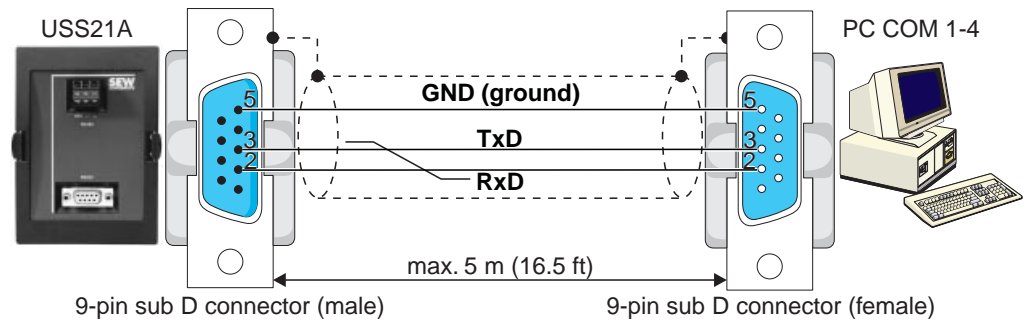 USS21A
PC COM 1-4
SEW
5
GND (ground)
5
3
TxD
3
2
RxD
2
max. 5 m (16.5 ft)
9-pin sub D connector (male)
9-pin sub D connector (female)